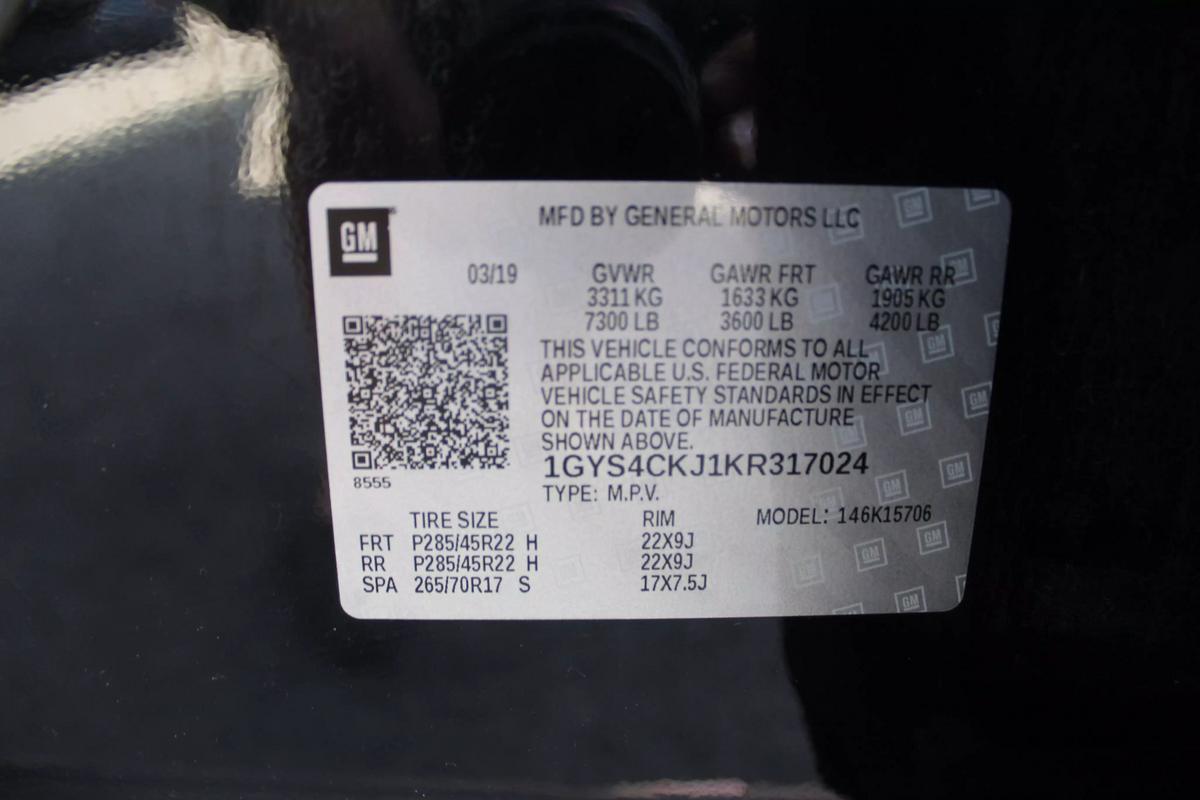 GM
MFD BY GENERAL MOTORS LLC
03/19 GVWR GAWR FRT GAWR RR
3311 KG 1633 KG 1905 KG
7300 LB 3600 LB 4200 LB
THIS VEHICLE CONFORMS TO ALL
APPLICABLE U.S. FEDERAL MOTOR
VEHICLE SAFETY STANDARDS IN EFFECT
ON THE DATE OF MANUFACTURE
SHOWN ABOVE.
1GYS4CKJ1KR317024
8555
TYPE: M.P.V.
TIRE SIZE RIM MODEL: 146K15706
FRT P285/45R22 H 22X9J
RR P285/45R22 H 22X9J
SPA 265/70R17 S 17X7.5J